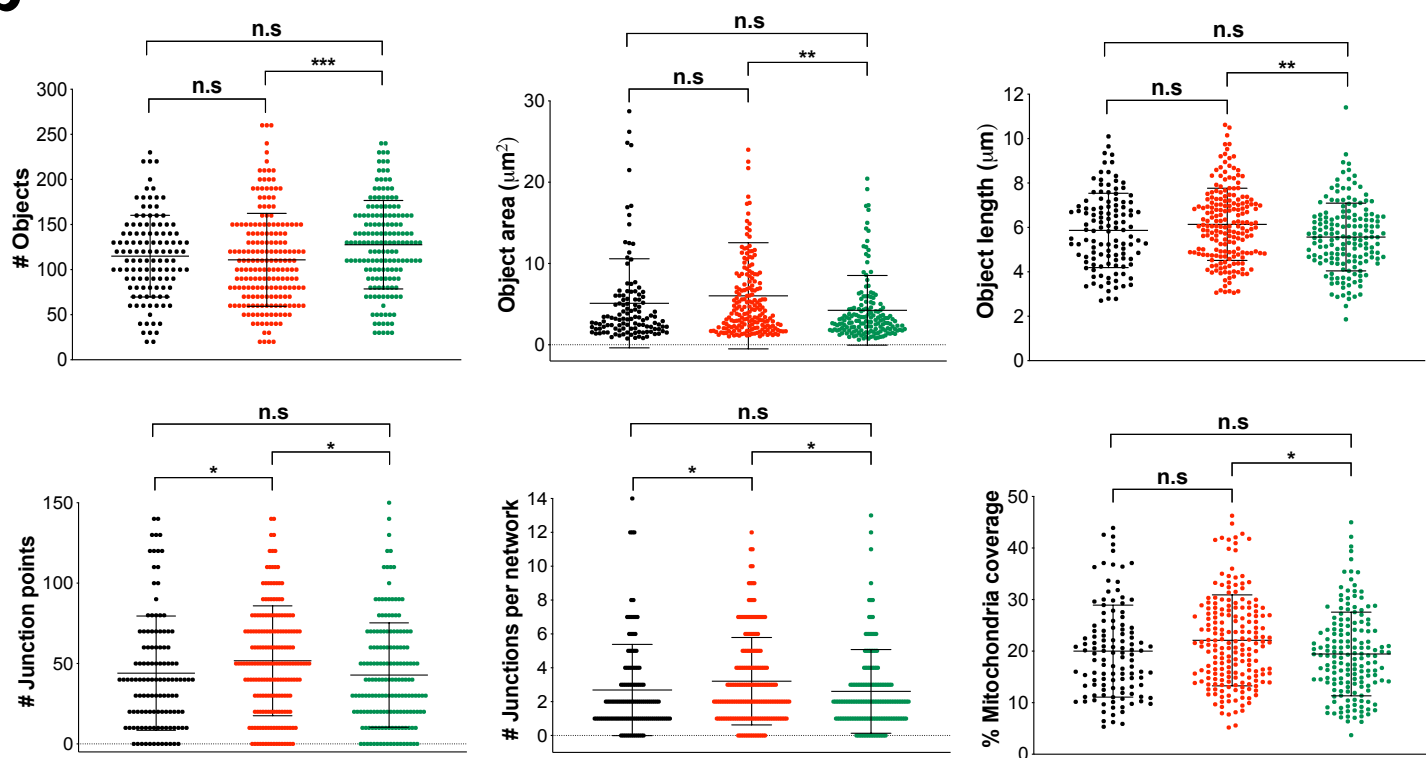 n.s
***
n.s
# Objects
300
250
200
150
100
50
0
n.s
**
n.s
Object area (μm²)
30
20
10
0
n.s
**
n.s
Object length (μm)
12
10
8
6
4
2
0
n.s
*
*
# Junction points
150
100
50
0
n.s
*
*
# Junctions per network
14
12
10
8
6
4
2
0
n.s
*
n.s
% Mitochondria coverage
50
40
30
20
10
0